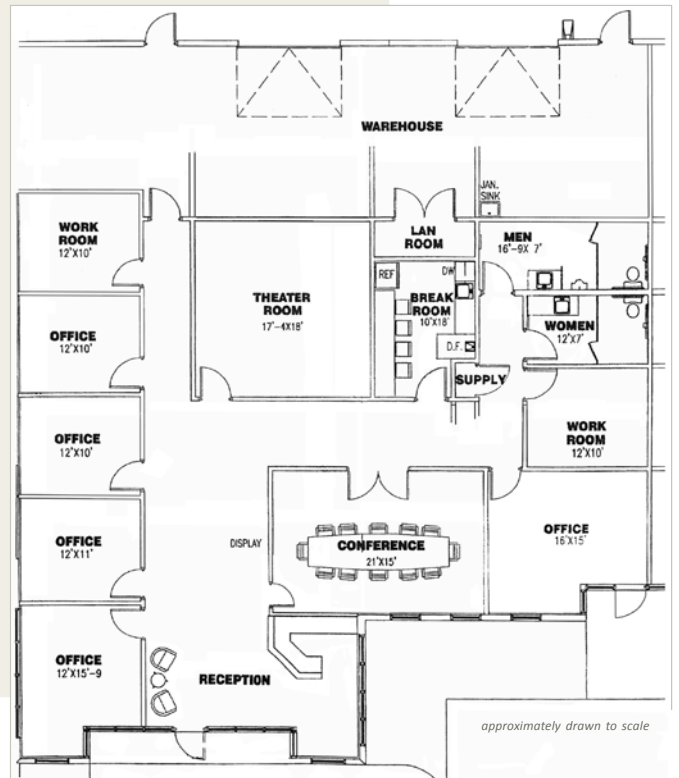 WAREHOUSE
JAN.
SINK
WORK
ROOM
12'X10'
LAN
ROOM
MEN
16'-9X 7'
REF
DW
THEATER
ROOM
17'-4X18'
BREAK
ROOM
10'X18'
OFFICE
12'X10'
WOMEN
12'X7'
D.F.
SUPPLY
OFFICE
12'X10'
WORK
ROOM
12'X10'
OFFICE
12'X11'
DISPLAY
CONFERENCE
21'X15'
OFFICE
16'X15'
OFFICE
12'X15'-9
RECEPTION
approximately drawn to scale